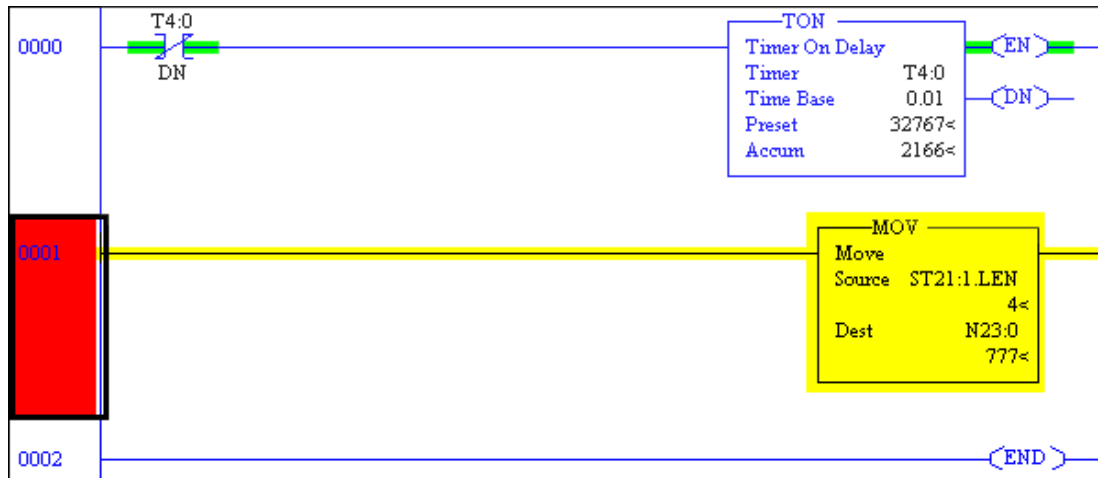 T4:0
0000
DN
TON
Timer On Delay
Timer T4:0
Time Base 0.01
Preset 32767<
Accum 2166<
EN
DN
0001
MOV
Move
Source ST21:1.LEN
4<
Dest N23:0
777<
0002
END